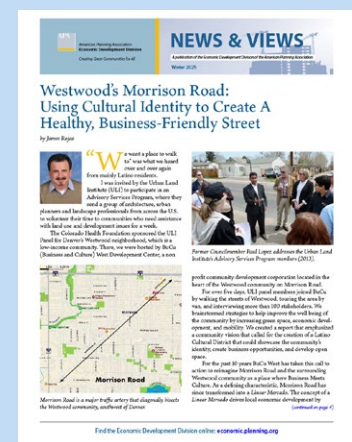 American Planning Association
Economic Development Division
Creating Great Communities for All
NEWS & VIEWS
A publication of the Economic Development Division of the American Planning Association
Winter 2025
Westwood's Morrison Road:
Using Cultural Identity to Create A
Healthy, Business-Friendly Street
by James Rojas
"We want a place to walk
to" was what we heard
over and over again
from mainly Latino residents.
I was invited by the Urban Land
Institute (ULI) to participate in an
Advisory Services Program, where they
send a group of architecture, urban
planners and landscape professionals from across the U.S.
to volunteer their time to communities who need assistance
with land use and development issues for a week.
The Colorado Health Foundation sponsored the ULI
Panel for Denver's Westwood neighborhood, which is a
low-income community. There, we were hosted by BuCu
(Business and Culture) West Development Center, a non
Morrison Road
Morrison Road is a major traffic artery that diagonally bisects
the Westwood community, southwest of Denver.
Former Councilmember Paul Lopez addresses the Urban Land
Institute's Advisory Services Program members (2013).
profit community development corporation located in the
heart of the Westwood community on Morrison Road.
For over five days, ULI panel members joined BuCu
by walking the streets of Westwood, touring the area by
van, and interviewing more than 100 stakeholders. We
brainstormed strategies to help improve the well being of
the community by increasing green space, economic devel-
opment, and mobility. We created a report that emphasized
a community vision that called for the creation of a Latino
Cultural District that could showcase the community's
identity, create business opportunities, and develop open
space.
For the past 10 years BuCu West has taken this call to
action to reimagine Morrison Road and the surrounding
Westwood community as a place where Business meets
Culture. As a defining characteristic, Morrison Road has
since transformed into a Linear Mercado. The concept of a
Linear Mercado drives local economic development by
(continued on page 4)
Find the Economic Development Division online: economic.planning.org